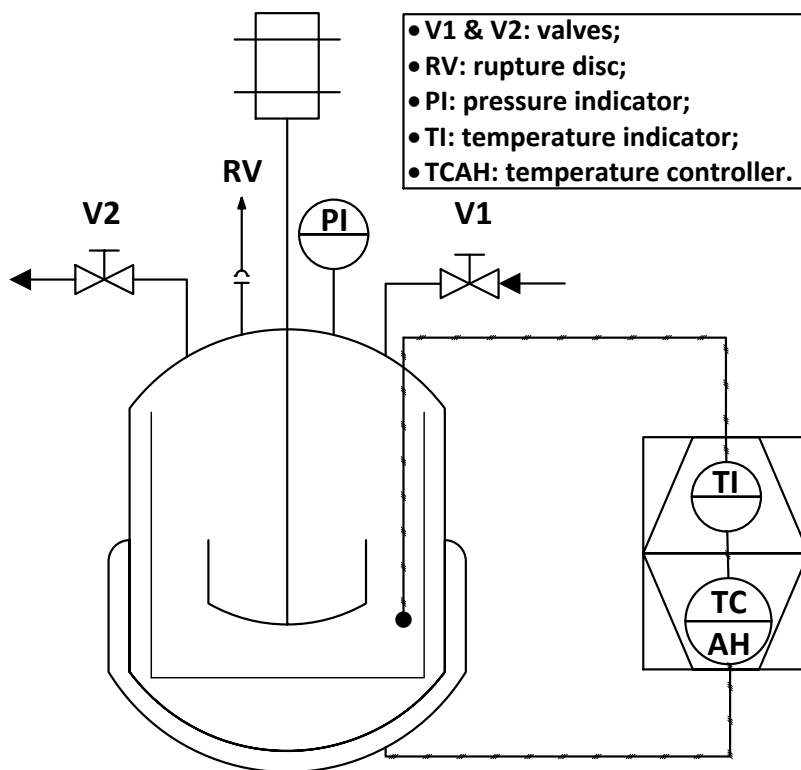 • V1 & V2: valves;
• RV: rupture disc;
• PI: pressure indicator;
• TI: temperature indicator;
• TCAH: temperature controller.
RV
V2
PI
V1
TI
TC
AH